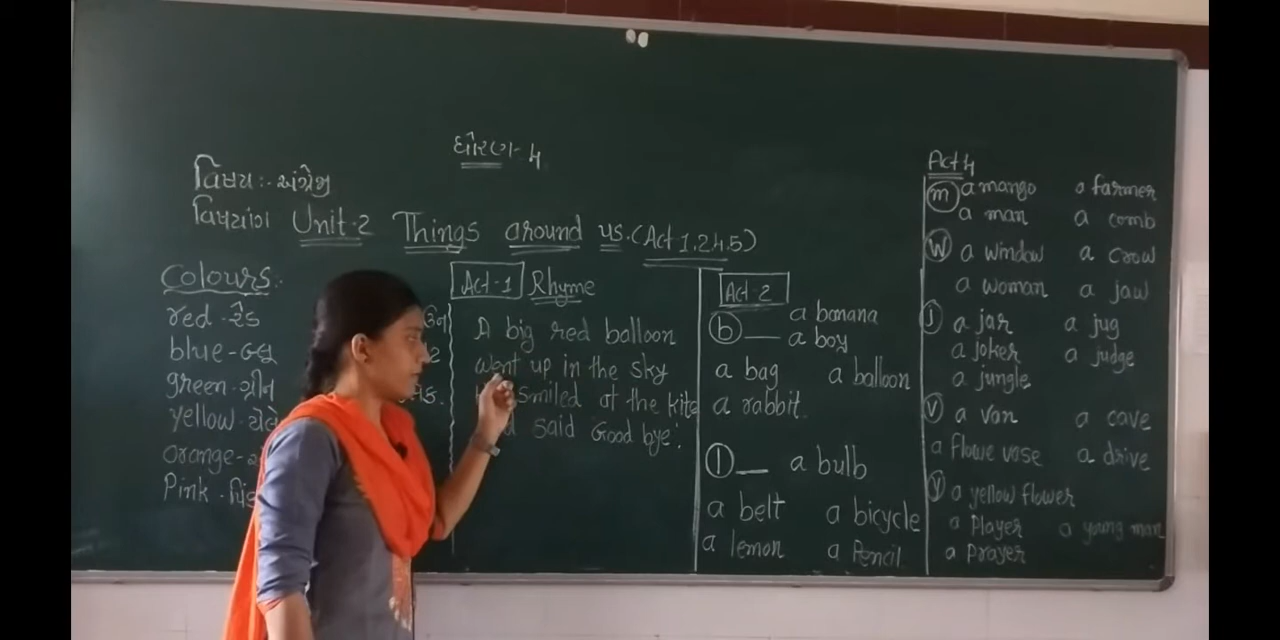 ધોરણ- 4
વિષય :- અંગ્રેજી
વિષયાંગ Unit-2 Things around us. (Act 1,2,4,5)
Colours :-
red - રેડ
blue - બ્લુ
green - ગ્રીન
yellow - યેલો
orange -
Pink - પિંક
Act-1 Rhyme
A big red balloon
went up in the sky
smiled at the kite
said Good bye.
Act-2
a banana
b — a boy
a bag a balloon
a rabbit.
l — a bulb
a belt a bicycle
a lemon a Pencil
Act 4
m a mango a farmer
a man a comb
w a window a crow
a woman a jaw
j a jar a jug
a joker a judge
a jungle
v a van a cave
a flowe vase a drive
y a yellow flower
a Player a young man
a prayer